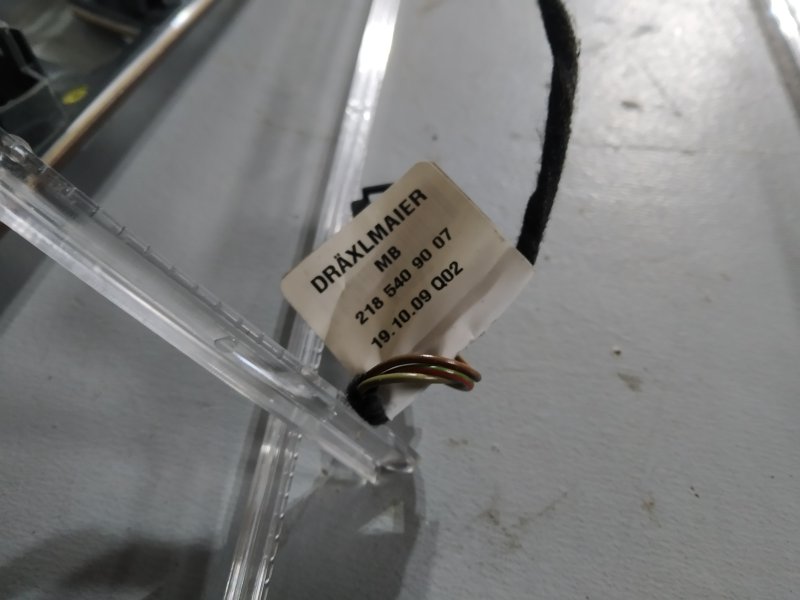 DRÄXLMAIER
MB
218 540 90 07
19.10.09 Q02